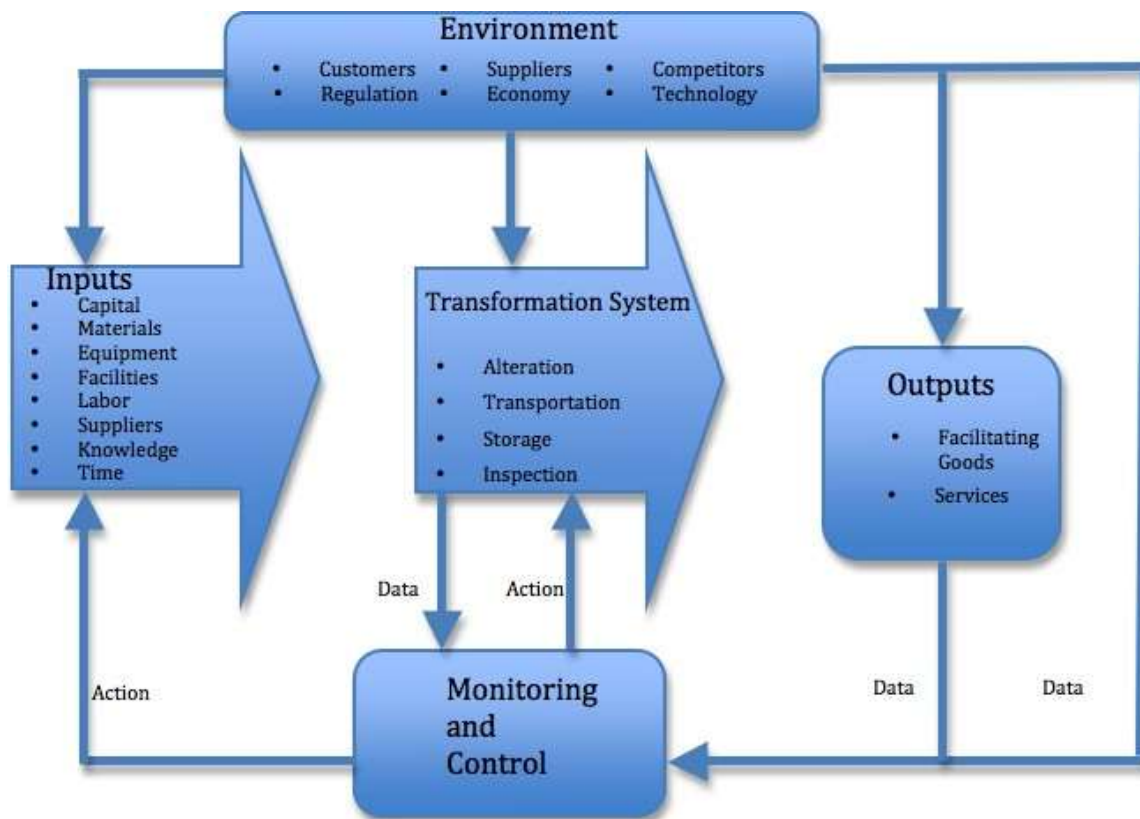 Environment
• Customers • Suppliers • Competitors
• Regulation • Economy • Technology
Inputs
• Capital
• Materials
• Equipment
• Facilities
• Labor
• Suppliers
• Knowledge
• Time
Transformation System
• Alteration
• Transportation
• Storage
• Inspection
Outputs
• Facilitating
Goods
• Services
Data
Action
Action
Monitoring
and
Control
Data
Data